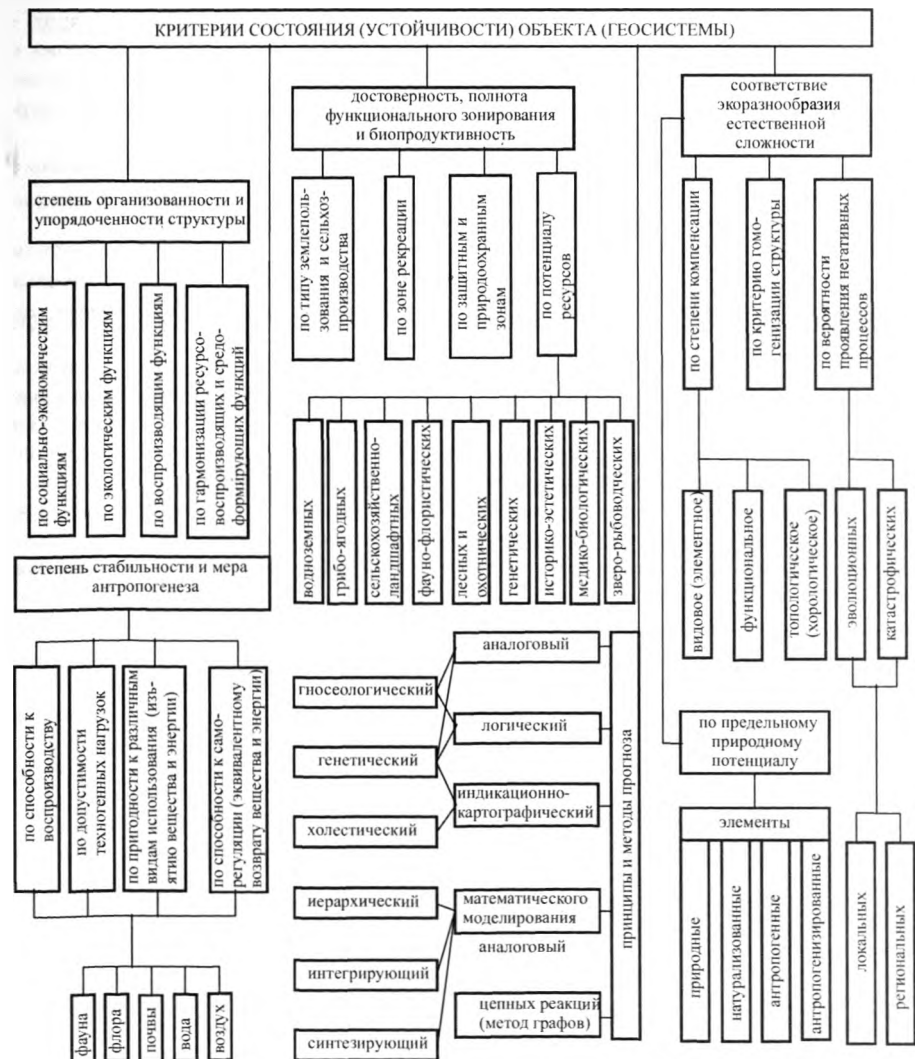 КРИТЕРИИ СОСТОЯНИЯ (УСТОЙЧИВОСТИ) ОБЪЕКТА (ГЕОСИСТЕМЫ)
степень организованности и
упорядоченности структуры
по социально-экономическим
функциям
по экологическим функциям
по воспроизводящим функциям
по гармонизации ресурсо-
воспроизводящих и средо-
формирующих функций
достоверность, полнота
функционального зонирования
и биопродуктивность
по типу землеполь-
зования и сельхоз-
производства
по зоне рекреации
по защитным и
природоохранным
зонам
по потенциалу
ресурсов
водноземных
грибо-ягодных
сельскохозяйственно-
ландшафтных
фауно-флористических
лесных и
охотнических
генетических
историко-эстетических
медико-биологических
зверо-рыбоводческих
соответствие
экоразнообразия
естественной
сложности
по степени компенсации
по критерию гомо-
генизации структуры
по вероятности
проявления негативных
процессов
видовое (элементное)
функциональное
топологическое
(хорологическое)
эволюционных
катастрофических
степень стабильности и мера
антропогенеза
по способности к
воспроизводству
по допустимости
техногенных нагрузок
по пригодности к различным
видам использования (изъ-
ятию вещества и энергии)
по способности к само-
регуляции (эквивалентному
возврату вещества и энергии)
фауна
флора
почвы
вода
воздух
гносеологический
генетический
холестический
иерархический
интегрирующий
синтезирующий
аналоговый
логический
индикационно-
картографический
математического
моделирования
аналоговый
цепных реакций
(метод графов)
принципы и методы прогноза
по предельному
природному
потенциалу
элементы
природные
натурализованные
антропогенные
антропогенизированные
локальных
региональных